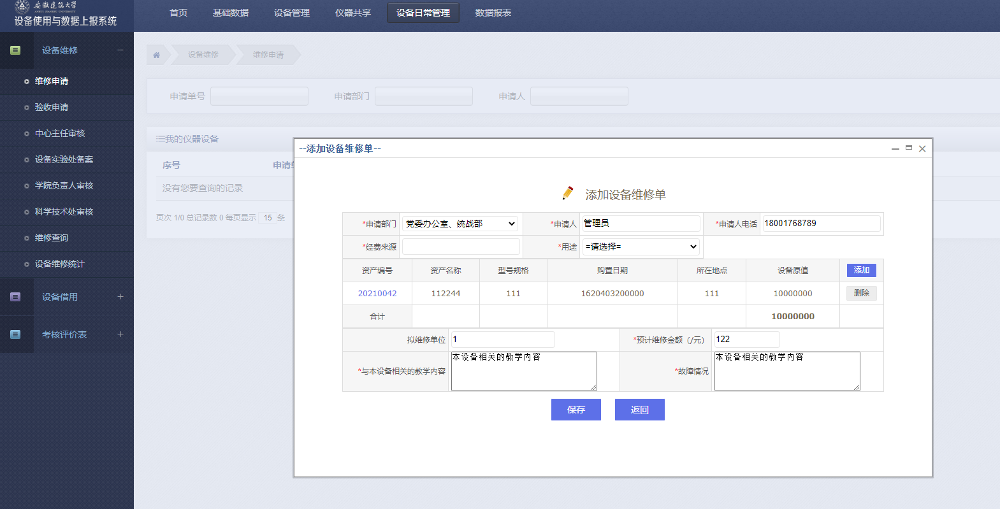 安徽建筑大学
ANHUI JIANZHU UNIVERSITY
设备使用与数据上报系统
首页 基础数据 设备管理 仪器共享 设备日常管理 数据报表
设备维修
维修申请
验收申请
中心主任审核
设备实验处备案
学院负责人审核
科学技术处审核
维修查询
设备维修统计
设备借用 +
考核评价表 +
设备维修 维修申请
申请单号 申请部门 申请人
我的仪器设备
序号 申请单
没有您要查询的记录
页次 1/0 总记录数 0 每页显示 15 条
--添加设备维修单--
添加设备维修单
*申请部门 党委办公室、统战部 *申请人 管理员 *申请人电话 18001768789
*经费来源 *用途 =请选择=
资产编号 资产名称 型号规格 购置日期 所在地点 设备原值 添加
20210042 112244 111 1620403200000 111 10000000 删除
合计 10000000
拟维修单位 1 *预计维修金额（/元） 122
*与本设备相关的教学内容 本设备相关的教学内容 *故障情况 本设备相关的教学内容
保存 返回